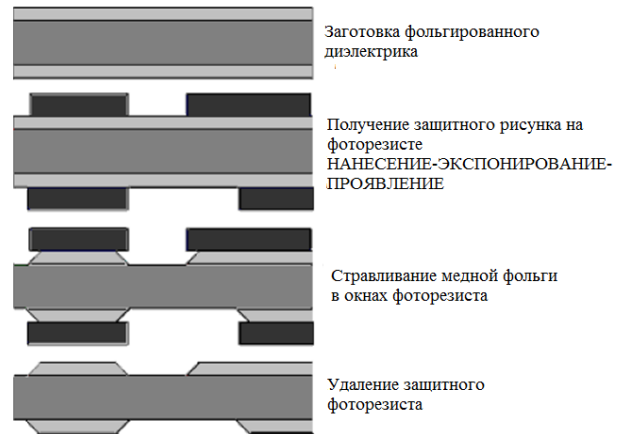 Заготовка фольгированного
диэлектрика
Получение защитного рисунка на
фоторезисте
НАНЕСЕНИЕ-ЭКСПОНИРОВАНИЕ-
ПРОЯВЛЕНИЕ
Стравливание медной фольги
в окнах фоторезиста
Удаление защитного
фоторезиста